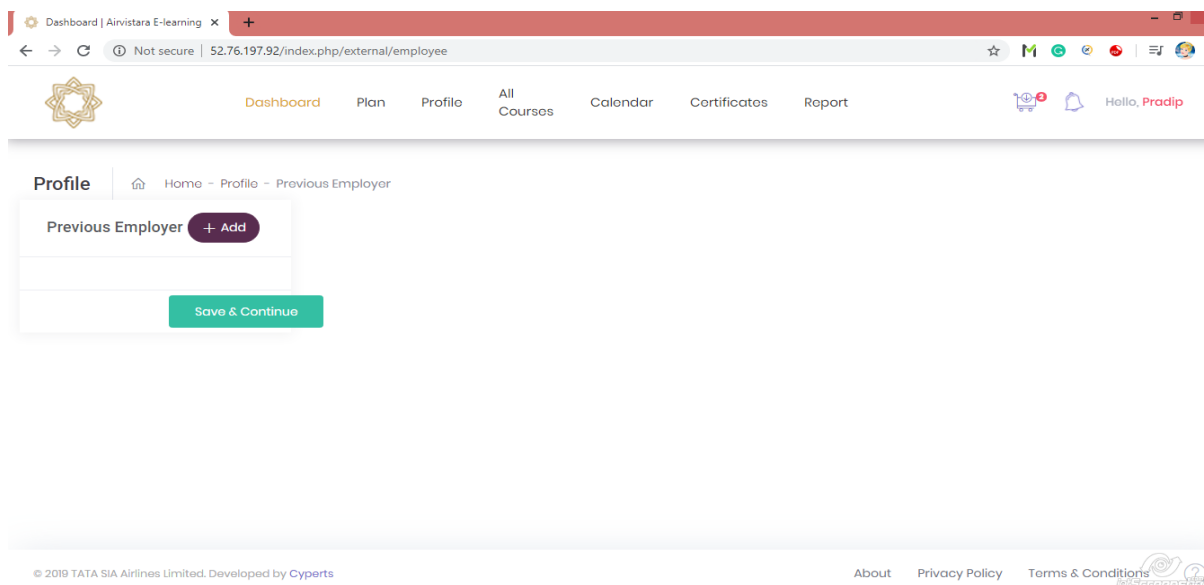 Dashboard | Airvistara E-learning
Not secure | 52.76.197.92/index.php/external/employee
Dashboard Plan Profile All Courses Calendar Certificates Report 2 Hello, Pradip
Profile Home - Profile - Previous Employer
Previous Employer + Add
Save & Continue
© 2019 TATA SIA Airlines Limited. Developed by Cyperts About Privacy Policy Terms & Conditions